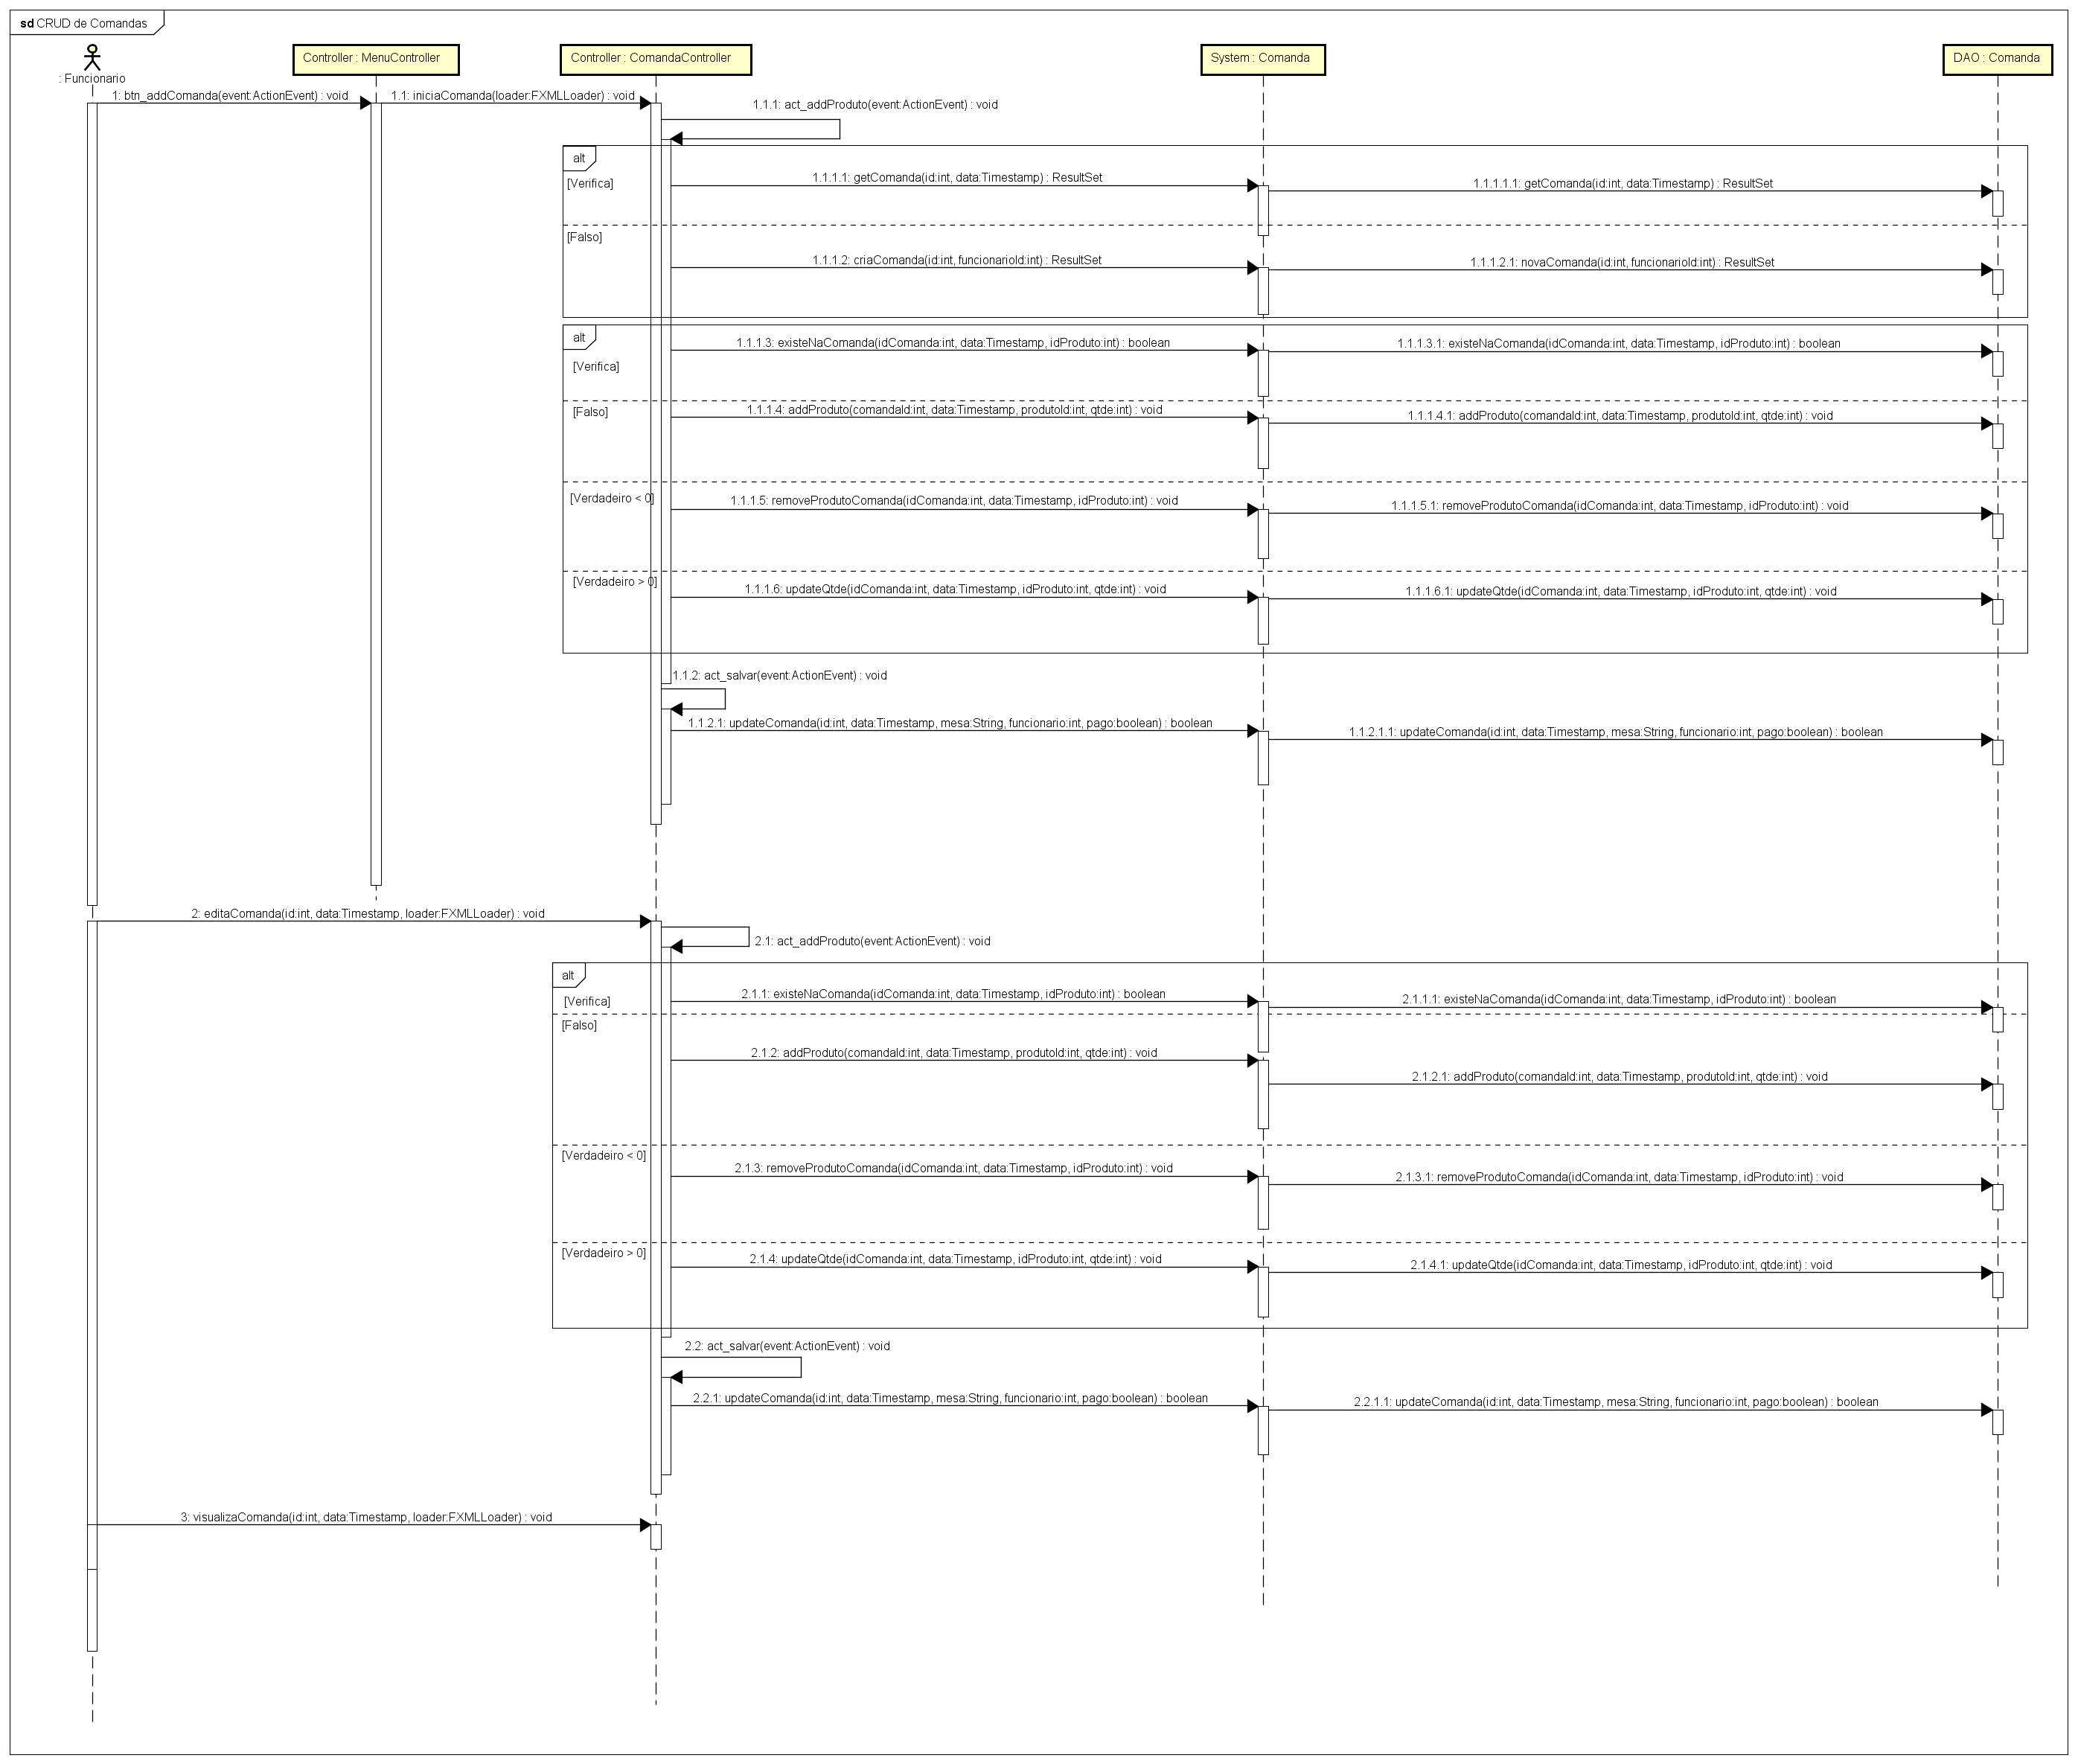 sd CRUD de Comandas
: Funcionario
Controller : MenuController
Controller : ComandaController
System : Comanda
DAO : Comanda
1: btn_addComanda(event:ActionEvent) : void
1.1: iniciaComanda(loader:FXMLLoader) : void
1.1.1: act_addProduto(event:ActionEvent) : void
alt
[Verifica]
1.1.1.1: getComanda(id:int, data:Timestamp) : ResultSet
1.1.1.1.1: getComanda(id:int, data:Timestamp) : ResultSet
[Falso]
1.1.1.2: criaComanda(id:int, funcionarioId:int) : ResultSet
1.1.1.2.1: novaComanda(id:int, funcionarioId:int) : ResultSet
alt
1.1.1.3: existeNaComanda(idComanda:int, data:Timestamp, idProduto:int) : boolean
1.1.1.3.1: existeNaComanda(idComanda:int, data:Timestamp, idProduto:int) : boolean
[Verifica]
[Falso]
1.1.1.4: addProduto(comandaId:int, data:Timestamp, produtoId:int, qtde:int) : void
1.1.1.4.1: addProduto(comandaId:int, data:Timestamp, produtoId:int, qtde:int) : void
[Verdadeiro < 0]
1.1.1.5: removeProdutoComanda(idComanda:int, data:Timestamp, idProduto:int) : void
1.1.1.5.1: removeProdutoComanda(idComanda:int, data:Timestamp, idProduto:int) : void
[Verdadeiro > 0]
1.1.1.6: updateQtde(idComanda:int, data:Timestamp, idProduto:int, qtde:int) : void
1.1.1.6.1: updateQtde(idComanda:int, data:Timestamp, idProduto:int, qtde:int) : void
1.1.2: act_salvar(event:ActionEvent) : void
1.1.2.1: updateComanda(id:int, data:Timestamp, mesa:String, funcionario:int, pago:boolean) : boolean
1.1.2.1.1: updateComanda(id:int, data:Timestamp, mesa:String, funcionario:int, pago:boolean) : boolean
2: editaComanda(id:int, data:Timestamp, loader:FXMLLoader) : void
2.1: act_addProduto(event:ActionEvent) : void
alt
[Verifica]
2.1.1: existeNaComanda(idComanda:int, data:Timestamp, idProduto:int) : boolean
2.1.1.1: existeNaComanda(idComanda:int, data:Timestamp, idProduto:int) : boolean
[Falso]
2.1.2: addProduto(comandaId:int, data:Timestamp, produtoId:int, qtde:int) : void
2.1.2.1: addProduto(comandaId:int, data:Timestamp, produtoId:int, qtde:int) : void
[Verdadeiro < 0]
2.1.3: removeProdutoComanda(idComanda:int, data:Timestamp, idProduto:int) : void
2.1.3.1: removeProdutoComanda(idComanda:int, data:Timestamp, idProduto:int) : void
[Verdadeiro > 0]
2.1.4: updateQtde(idComanda:int, data:Timestamp, idProduto:int, qtde:int) : void
2.1.4.1: updateQtde(idComanda:int, data:Timestamp, idProduto:int, qtde:int) : void
2.2: act_salvar(event:ActionEvent) : void
2.2.1: updateComanda(id:int, data:Timestamp, mesa:String, funcionario:int, pago:boolean) : boolean
2.2.1.1: updateComanda(id:int, data:Timestamp, mesa:String, funcionario:int, pago:boolean) : boolean
3: visualizaComanda(id:int, data:Timestamp, loader:FXMLLoader) : void